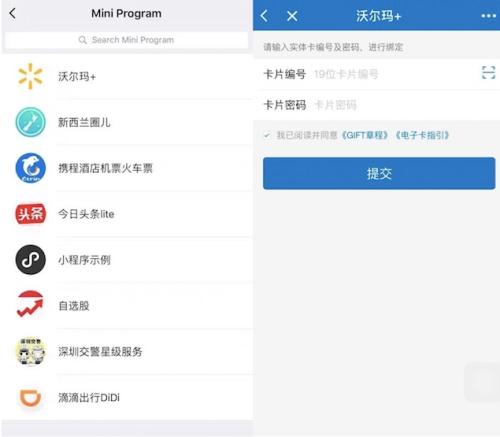 Mini Program
Search Mini Program
沃尔玛+
新西兰圈儿
携程酒店机票火车票
头条
今日头条lite
小程序示例
自选股
深圳交警
深圳交警星级服务
滴滴出行DiDi
沃尔玛+
请输入实体卡编号及密码、进行绑定
卡片编号 19位卡片编号
卡片密码 卡片密码
我已阅读并同意《GIFT章程》《电子卡指引》
提交